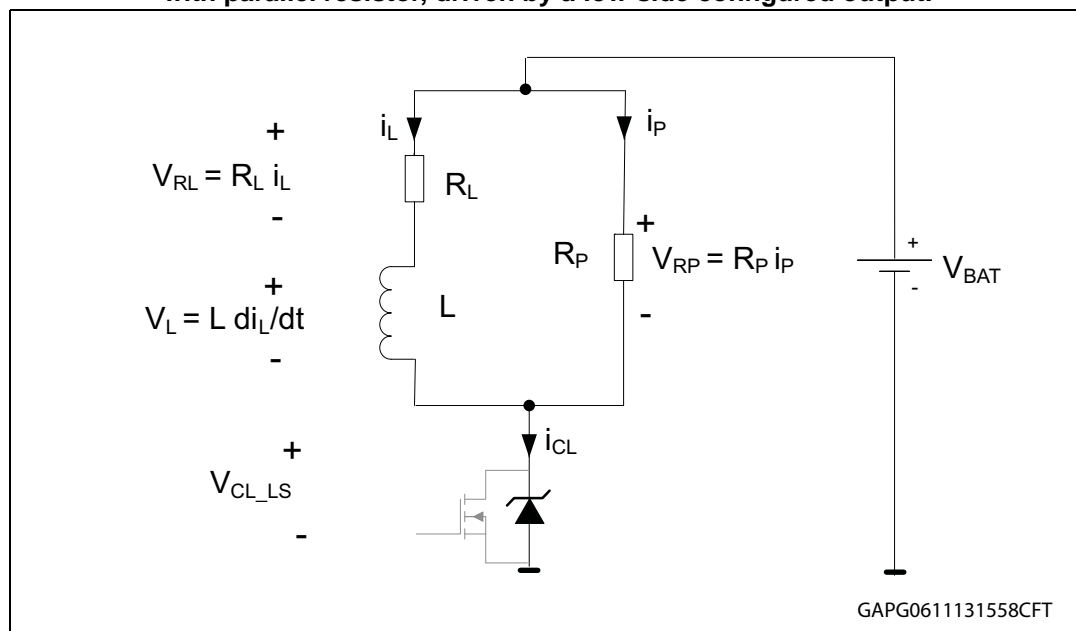 with parallel resistor, driven by a low-side configured output.
i_L
i_P
+
V_RL = R_L i_L
-
R_L
+
R_P
V_RP = R_P i_P
-
+
V_BAT
-
+
V_L = L di_L/dt
-
L
i_CL
+
V_CL_LS
-
GAPG0611131558CFT